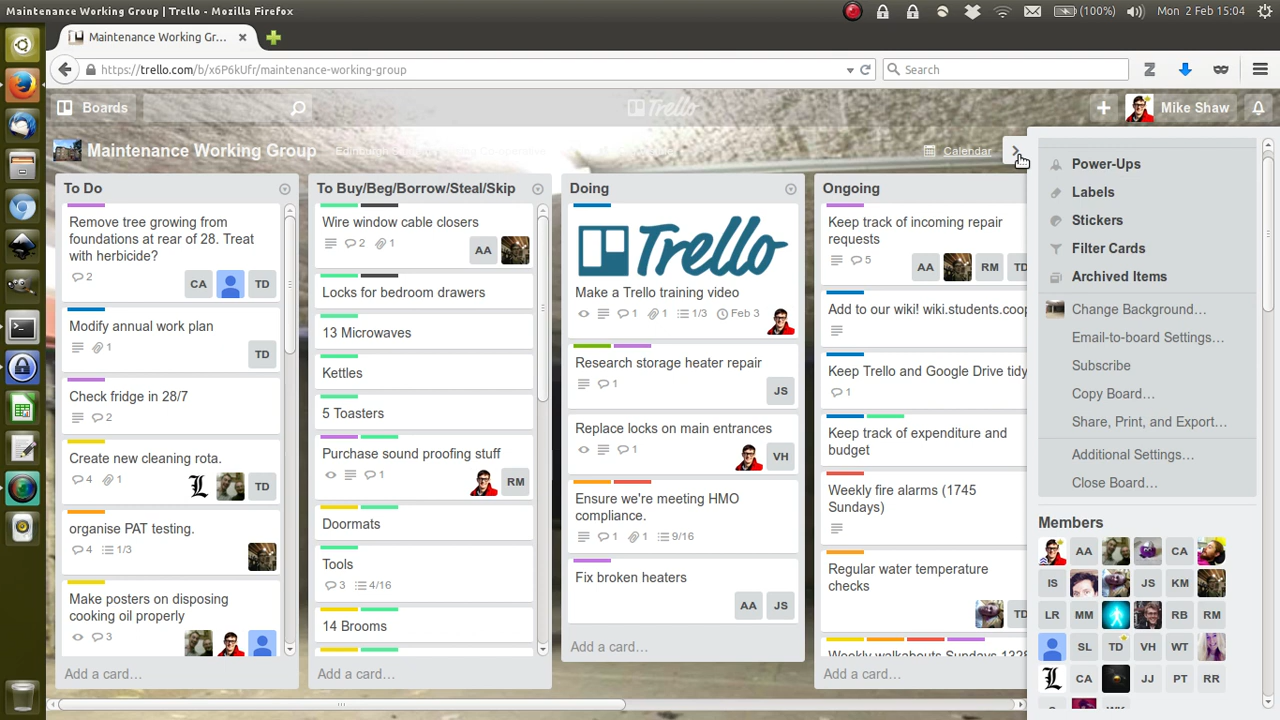 Maintenance Working Group | Trello - Mozilla Firefox
(100%)
Mon 2 Feb 15:04
Maintenance Working Gr...
https://trello.com/b/x6P6kUfr/maintenance-working-group
Search
Z
Boards
Trello
Mike Shaw
Maintenance Working Group
Calendar
To Do
Remove tree growing from
foundations at rear of 28. Treat
with herbicide?
2
CA
TD
Modify annual work plan
1
TD
Check fridge in 28/7
2
Create new cleaning rota.
4
1
L
TD
organise PAT testing.
4
1/3
Make posters on disposing
cooking oil properly
3
Add a card…
To Buy/Beg/Borrow/Steal/Skip
Wire window cable closers
2
1
AA
Locks for bedroom drawers
13 Microwaves
Kettles
5 Toasters
Purchase sound proofing stuff
1
RM
Doormats
Tools
3
4/16
14 Brooms
Add a card…
Doing
Trello
Make a Trello training video
1
1
1/3
Feb 3
Research storage heater repair
1
JS
Replace locks on main entrances
1
VH
Ensure we're meeting HMO
compliance.
1
1
9/16
Fix broken heaters
AA
JS
Add a card…
Ongoing
Keep track of incoming repair
requests
5
AA
RM
TD
Add to our wiki! wiki.students.coop
Keep Trello and Google Drive tidy
1
Keep track of expenditure and
budget
Weekly fire alarms (1745
Sundays)
Regular water temperature
checks
TD
Weekly walkabouts Sundays 1328
Add a card…
Power-Ups
Labels
Stickers
Filter Cards
Archived Items
Change Background…
Email-to-board Settings…
Subscribe
Copy Board…
Share, Print, and Export…
Additional Settings…
Close Board…
Members
AA
CA
IS
JS
KM
LR
MM
RB
RM
SL
TD
VH
WT
L
CA
JJ
PT
RR